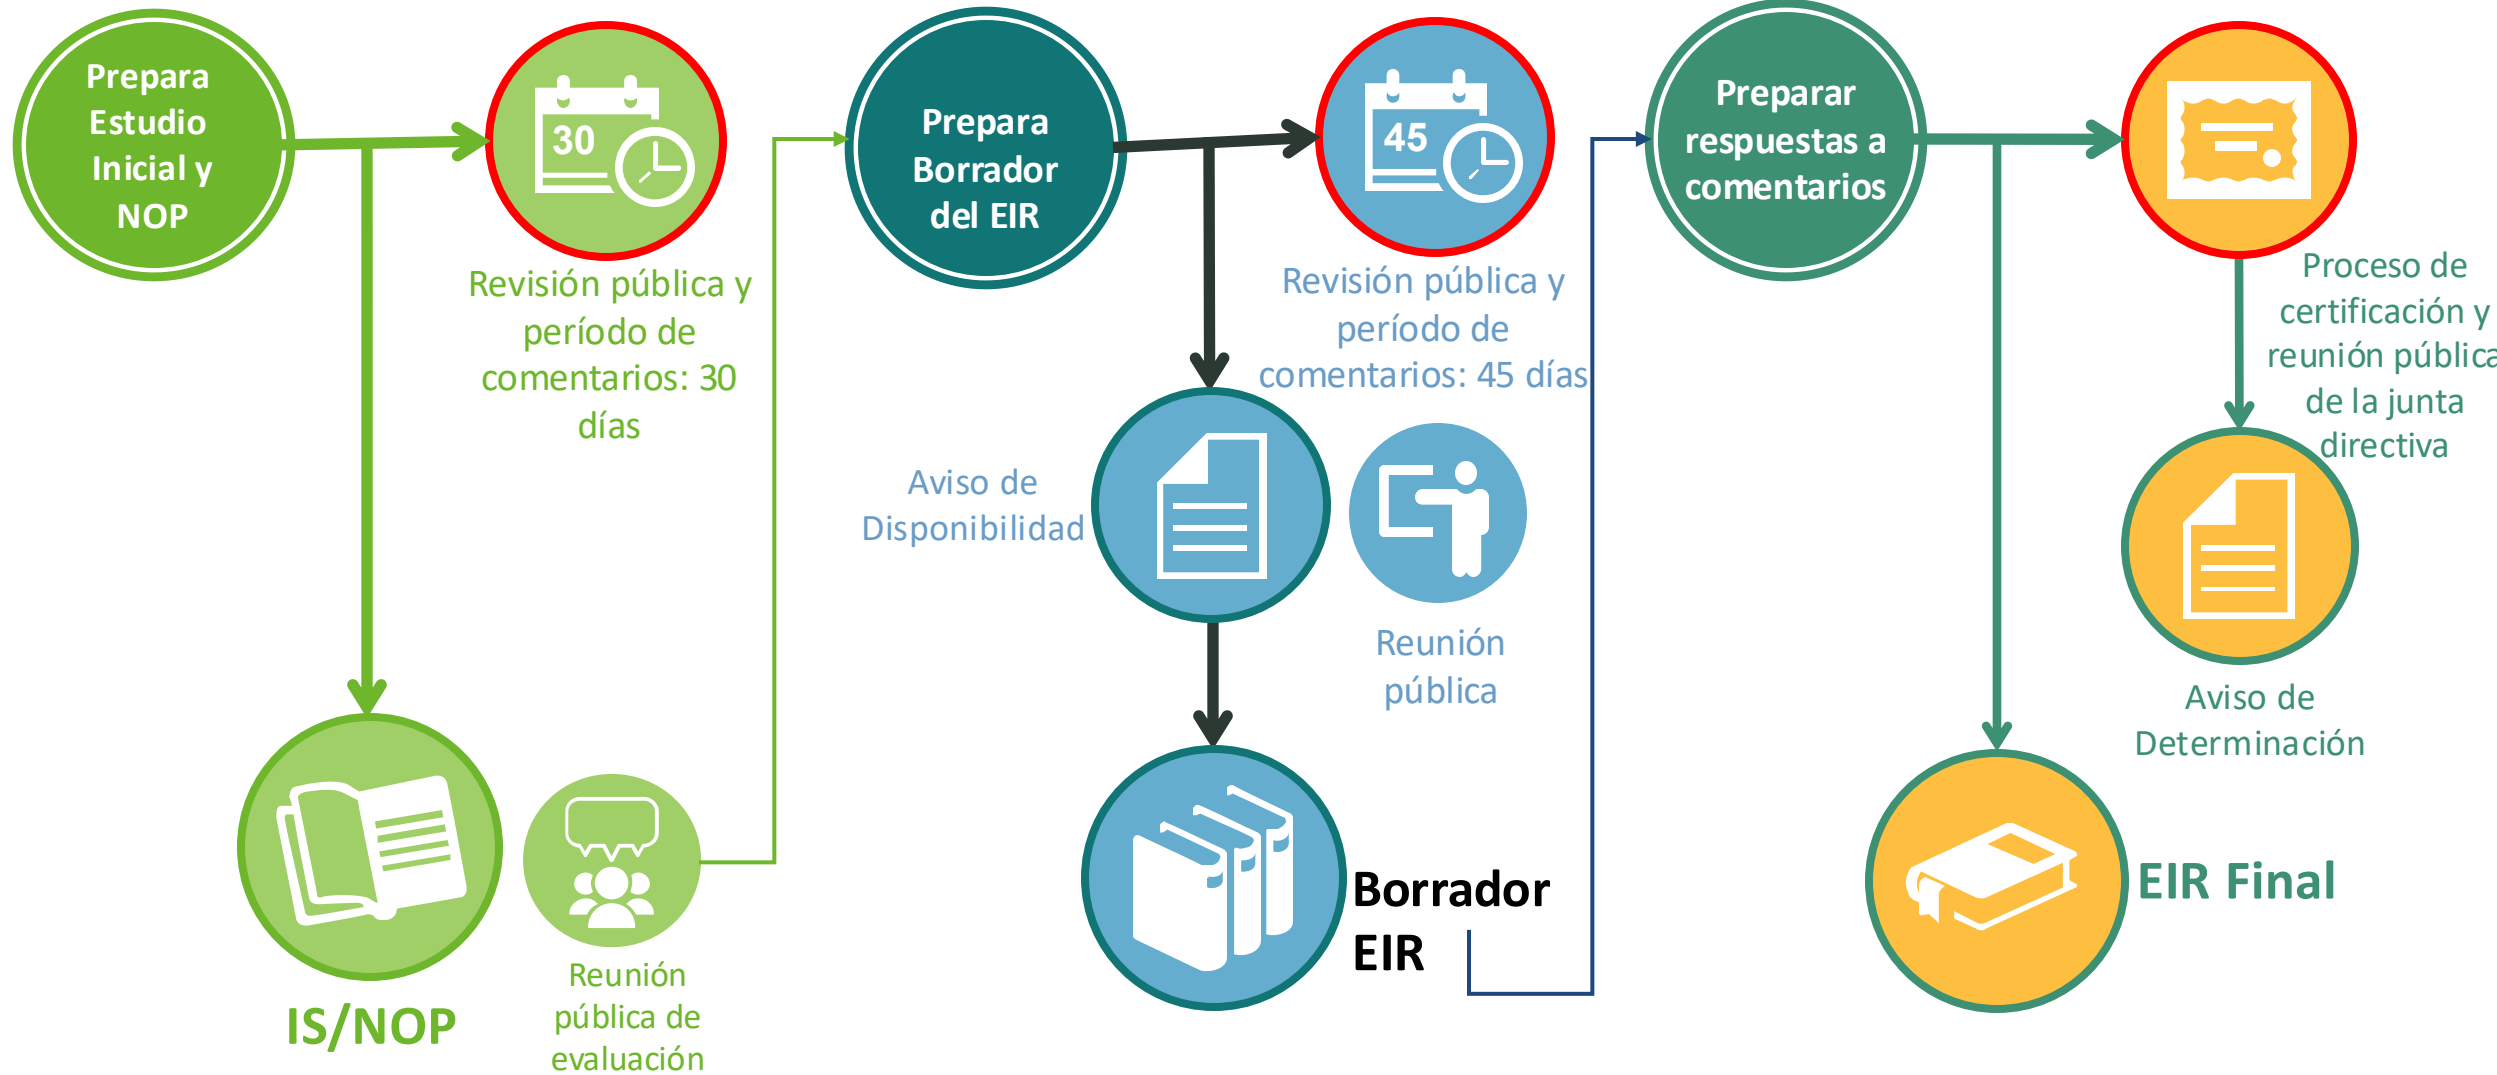 Prepara
Estudio
Inicial y
NOP
30
Revisión pública y
período de
comentarios: 30
días
IS/NOP
Reunión
pública de
evaluación
Prepara
Borrador
del EIR
45
Revisión pública y
período de
comentarios: 45 días
Aviso de
Disponibilidad
Reunión
pública
Borrador
EIR
Preparar
respuestas a
comentarios
Proceso de
certificación y
reunión pública
de la junta
directiva
Aviso de
Determinación
EIR Final